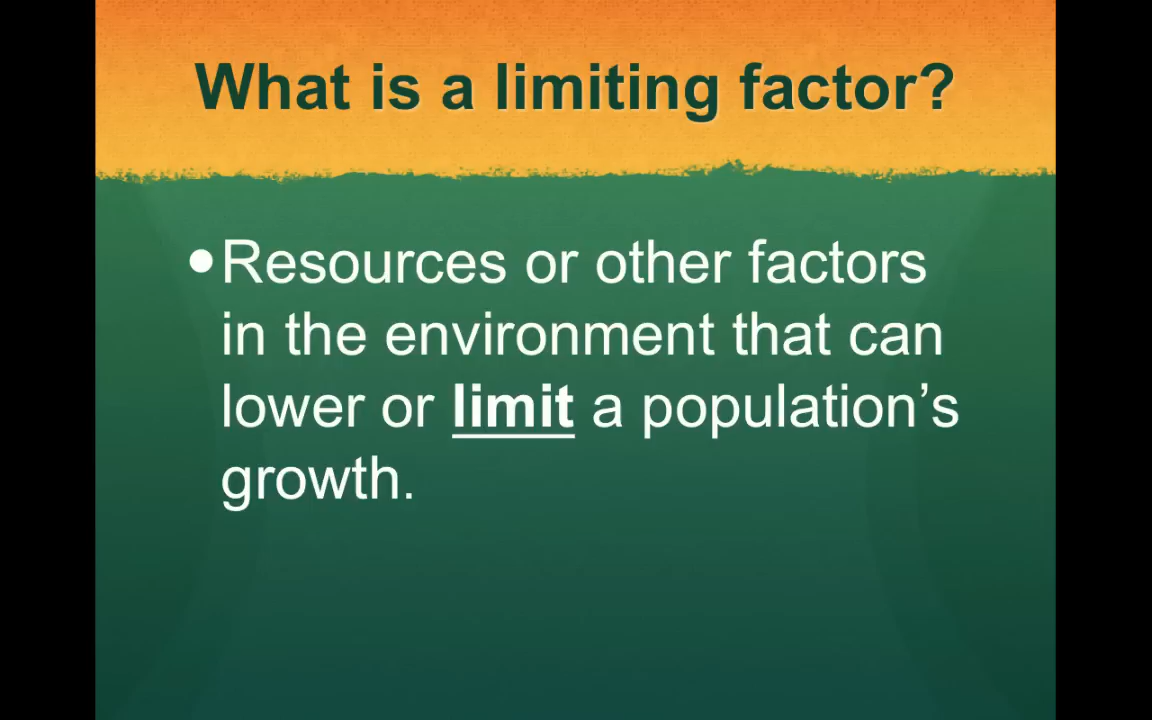 What is a limiting factor?
•Resources or other factors
in the environment that can
lower or limit a population’s
growth.